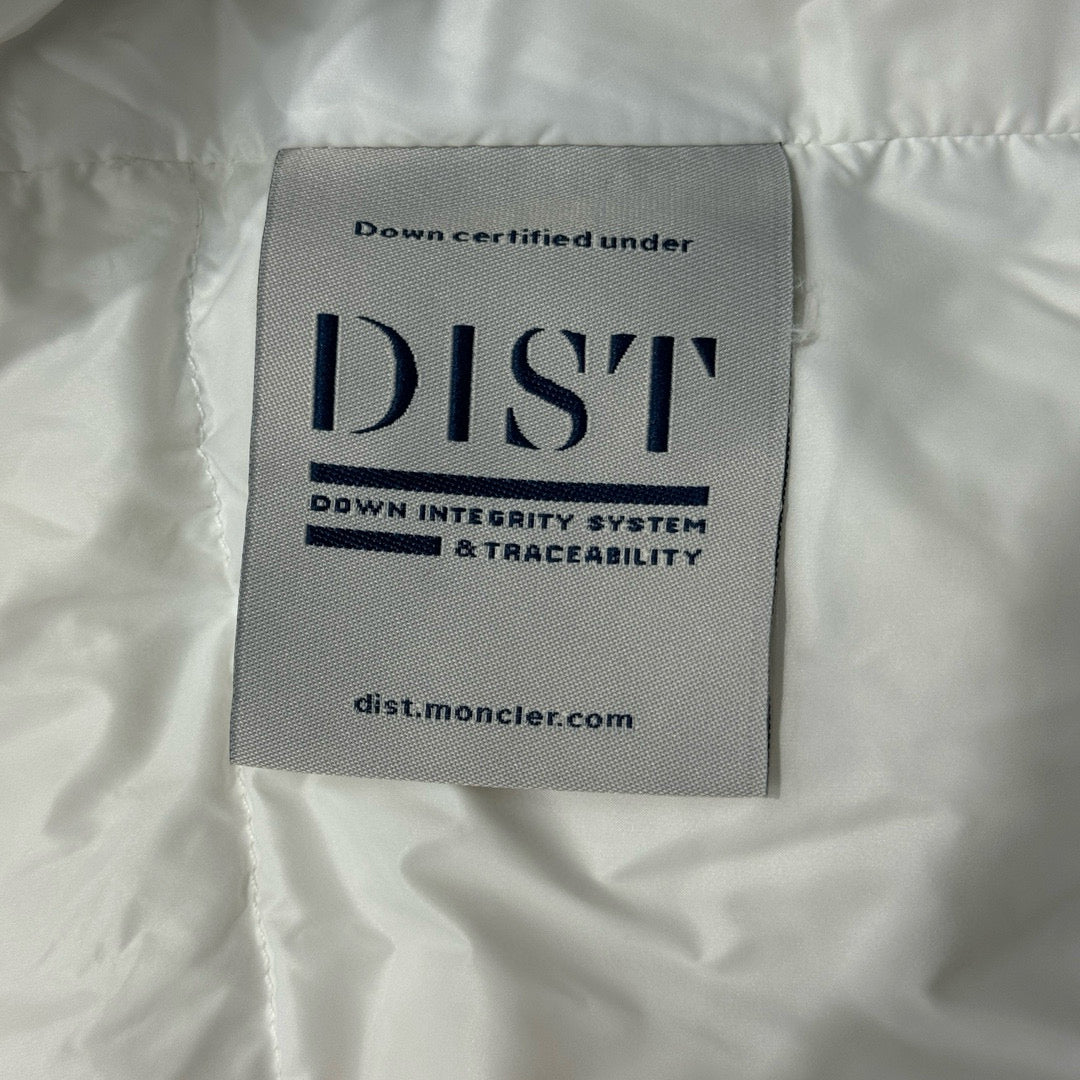 Down certified under
DIST
DOWN INTEGRITY SYSTEM
& TRACEABILITY
dist.moncler.com